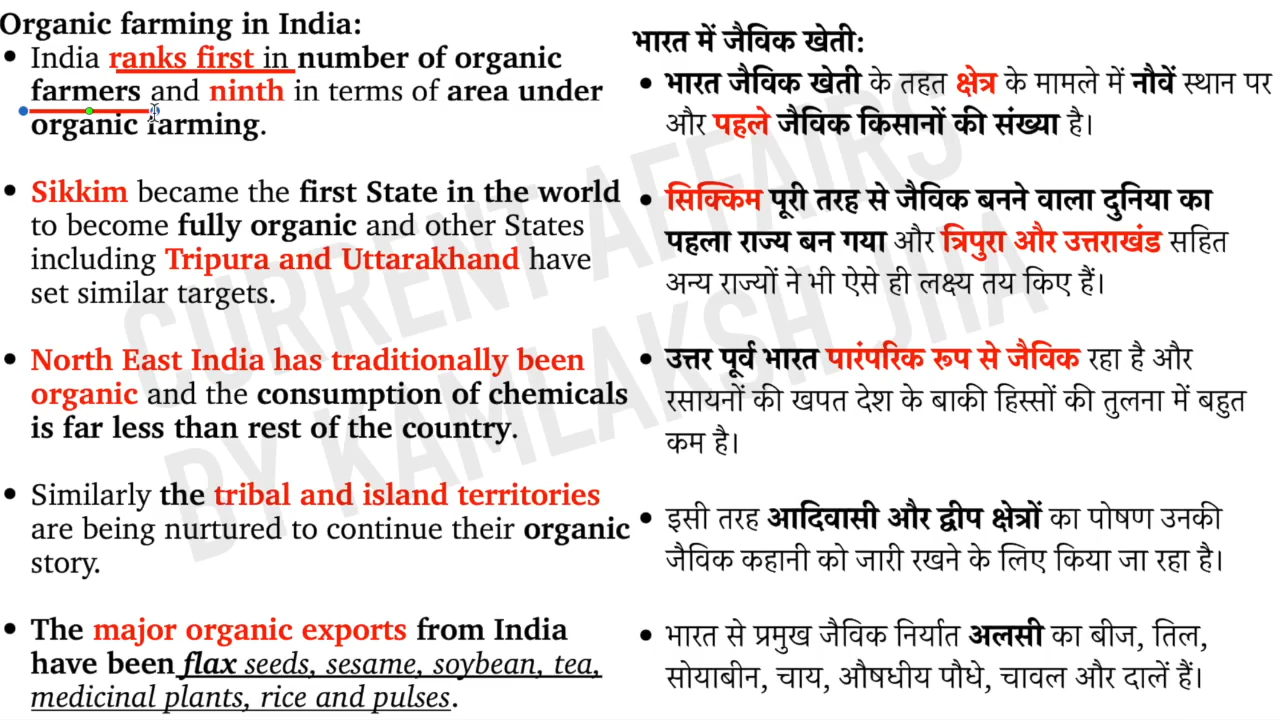 Organic farming in India:
• India ranks first in number of organic
farmers and ninth in terms of area under
organic farming.
• Sikkim became the first State in the world
to become fully organic and other States
including Tripura and Uttarakhand have
set similar targets.
• North East India has traditionally been
organic and the consumption of chemicals
is far less than rest of the country.
• Similarly the tribal and island territories
are being nurtured to continue their organic
story.
• The major organic exports from India
have been flax seeds, sesame, soybean, tea,
medicinal plants, rice and pulses.
भारत में जैविक खेती:
• भारत जैविक खेती के तहत क्षेत्र के मामले में नौवें स्थान पर
और पहले जैविक किसानों की संख्या है।
• सिक्किम पूरी तरह से जैविक बनने वाला दुनिया का
पहला राज्य बन गया और त्रिपुरा और उत्तराखंड सहित
अन्य राज्यों ने भी ऐसे ही लक्ष्य तय किए हैं।
• उत्तर पूर्व भारत पारंपरिक रूप से जैविक रहा है और
रसायनों की खपत देश के बाकी हिस्सों की तुलना में बहुत
कम है।
• इसी तरह आदिवासी और द्वीप क्षेत्रों का पोषण उनकी
जैविक कहानी को जारी रखने के लिए किया जा रहा है।
• भारत से प्रमुख जैविक निर्यात अलसी का बीज, तिल,
सोयाबीन, चाय, औषधीय पौधे, चावल और दालें हैं।
CURRENT AFFAIRS
BY KAMLAKSH JHA